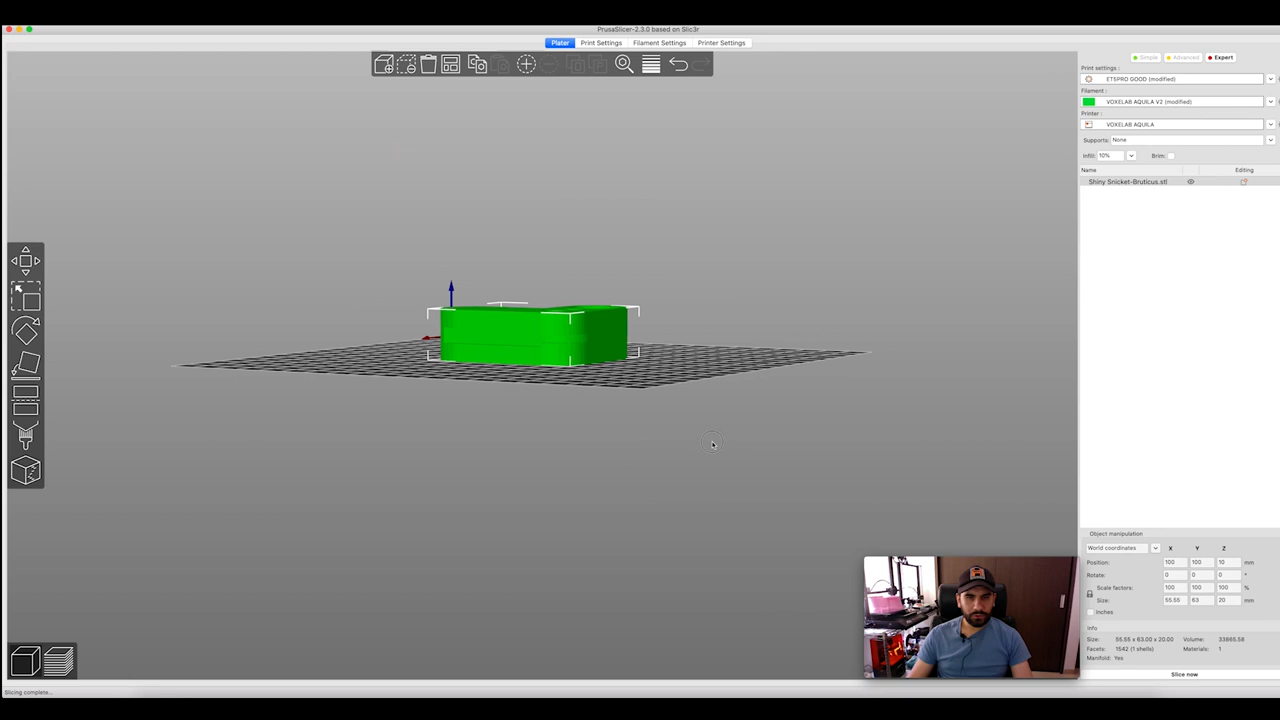 PrusaSlicer-2.3.0 based on Slic3r
Plater Print Settings Filament Settings Printer Settings
Simple Advanced Expert
Print settings :
ET5PRO GOOD (modified)
Filament :
VOXELAB AQUILA V2 (modified)
Printer :
VOXELAB AQUILA
Supports: None
Infill: 10% Brim:
Name Editing
Shiny Snicket-Bruticus.stl
Object manipulation
World coordinates X Y Z
Position: 100 100 10 mm
Rotate: 0 0 0 °
Scale factors: 100 100 100 %
Size: 55.55 63 20 mm
Inches
Info
Size: 55.55 x 63.00 x 20.00 Volume: 33865.58
Facets: 1542 (1 shells) Materials: 1
Manifold: Yes
Slice now
Slicing complete...